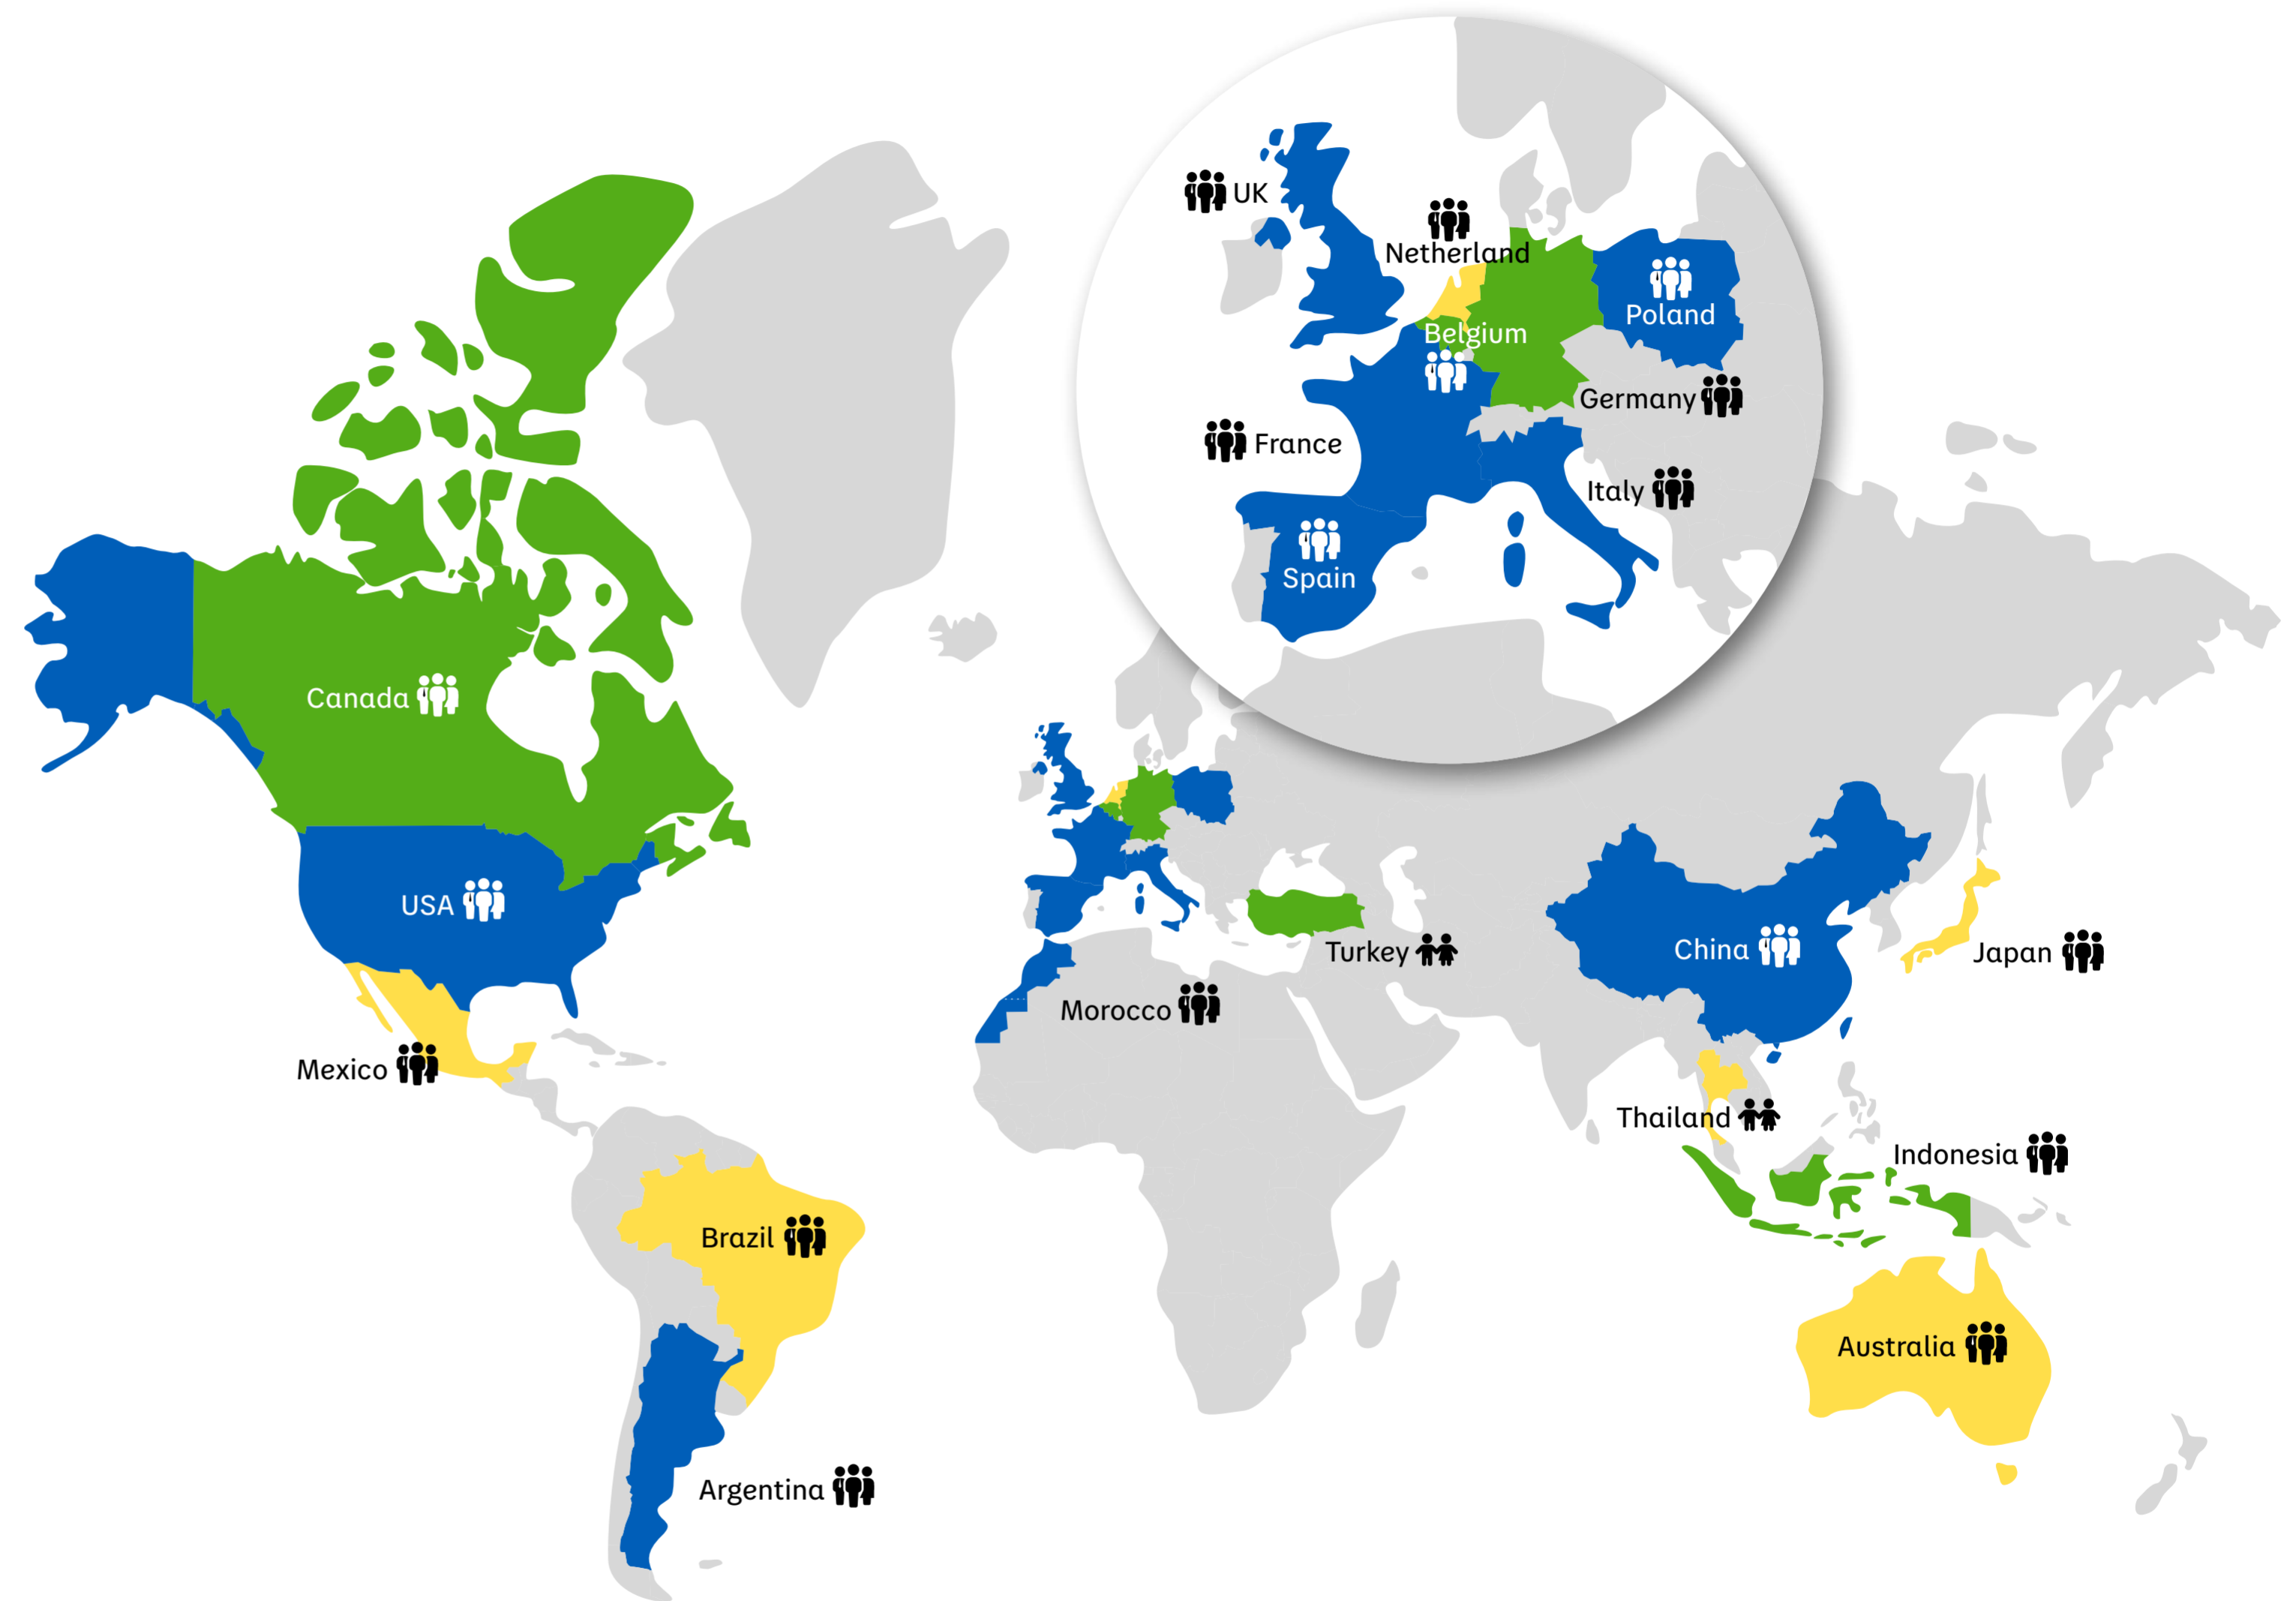 UK
Netherland
Belgium
Poland
Germany
France
Italy
Spain
Canada
USA
Mexico
Turkey
Morocco
China
Japan
Thailand
Indonesia
Brazil
Australia
Argentina